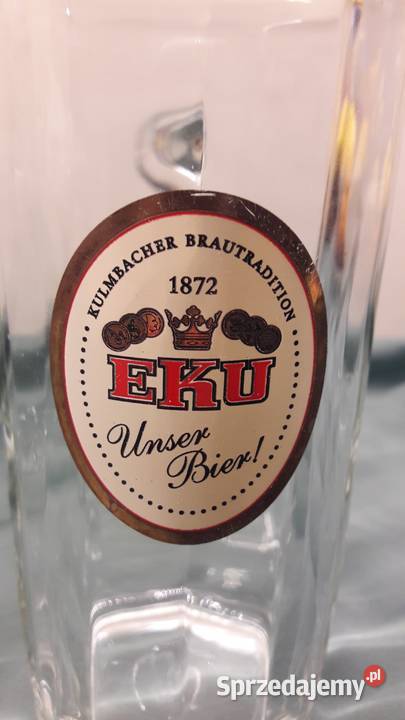 KULMBACHER BRAUTRADITION
1872
EKU
Unser
Bier!
Sprzedajemy.pl